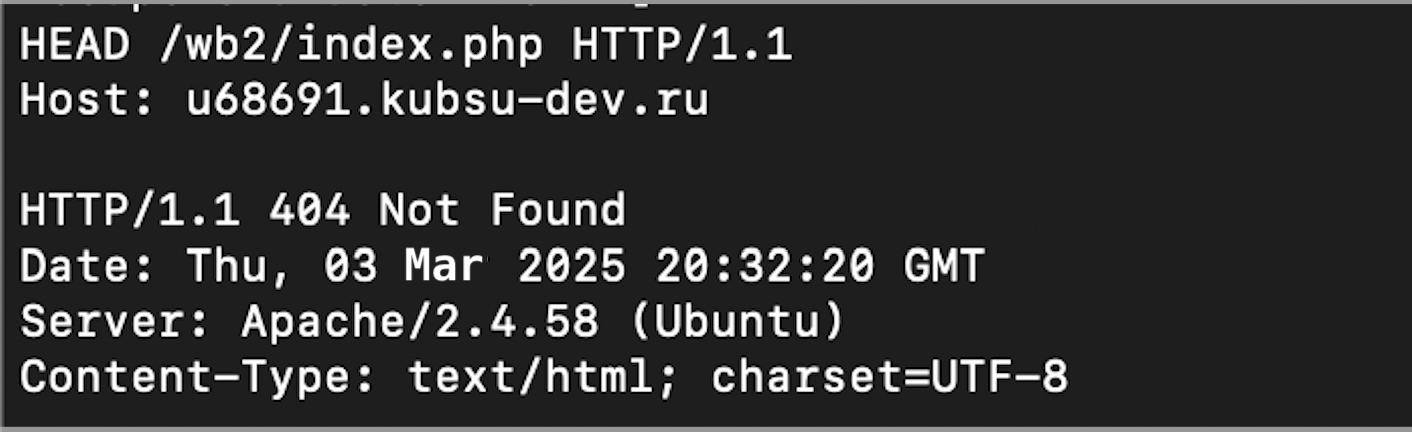 HEAD /wb2/index.php HTTP/1.1
Host: u68691.kubsu-dev.ru
HTTP/1.1 404 Not Found
Date: Thu, 03 Mar 2025 20:32:20 GMT
Server: Apache/2.4.58 (Ubuntu)
Content-Type: text/html; charset=UTF-8